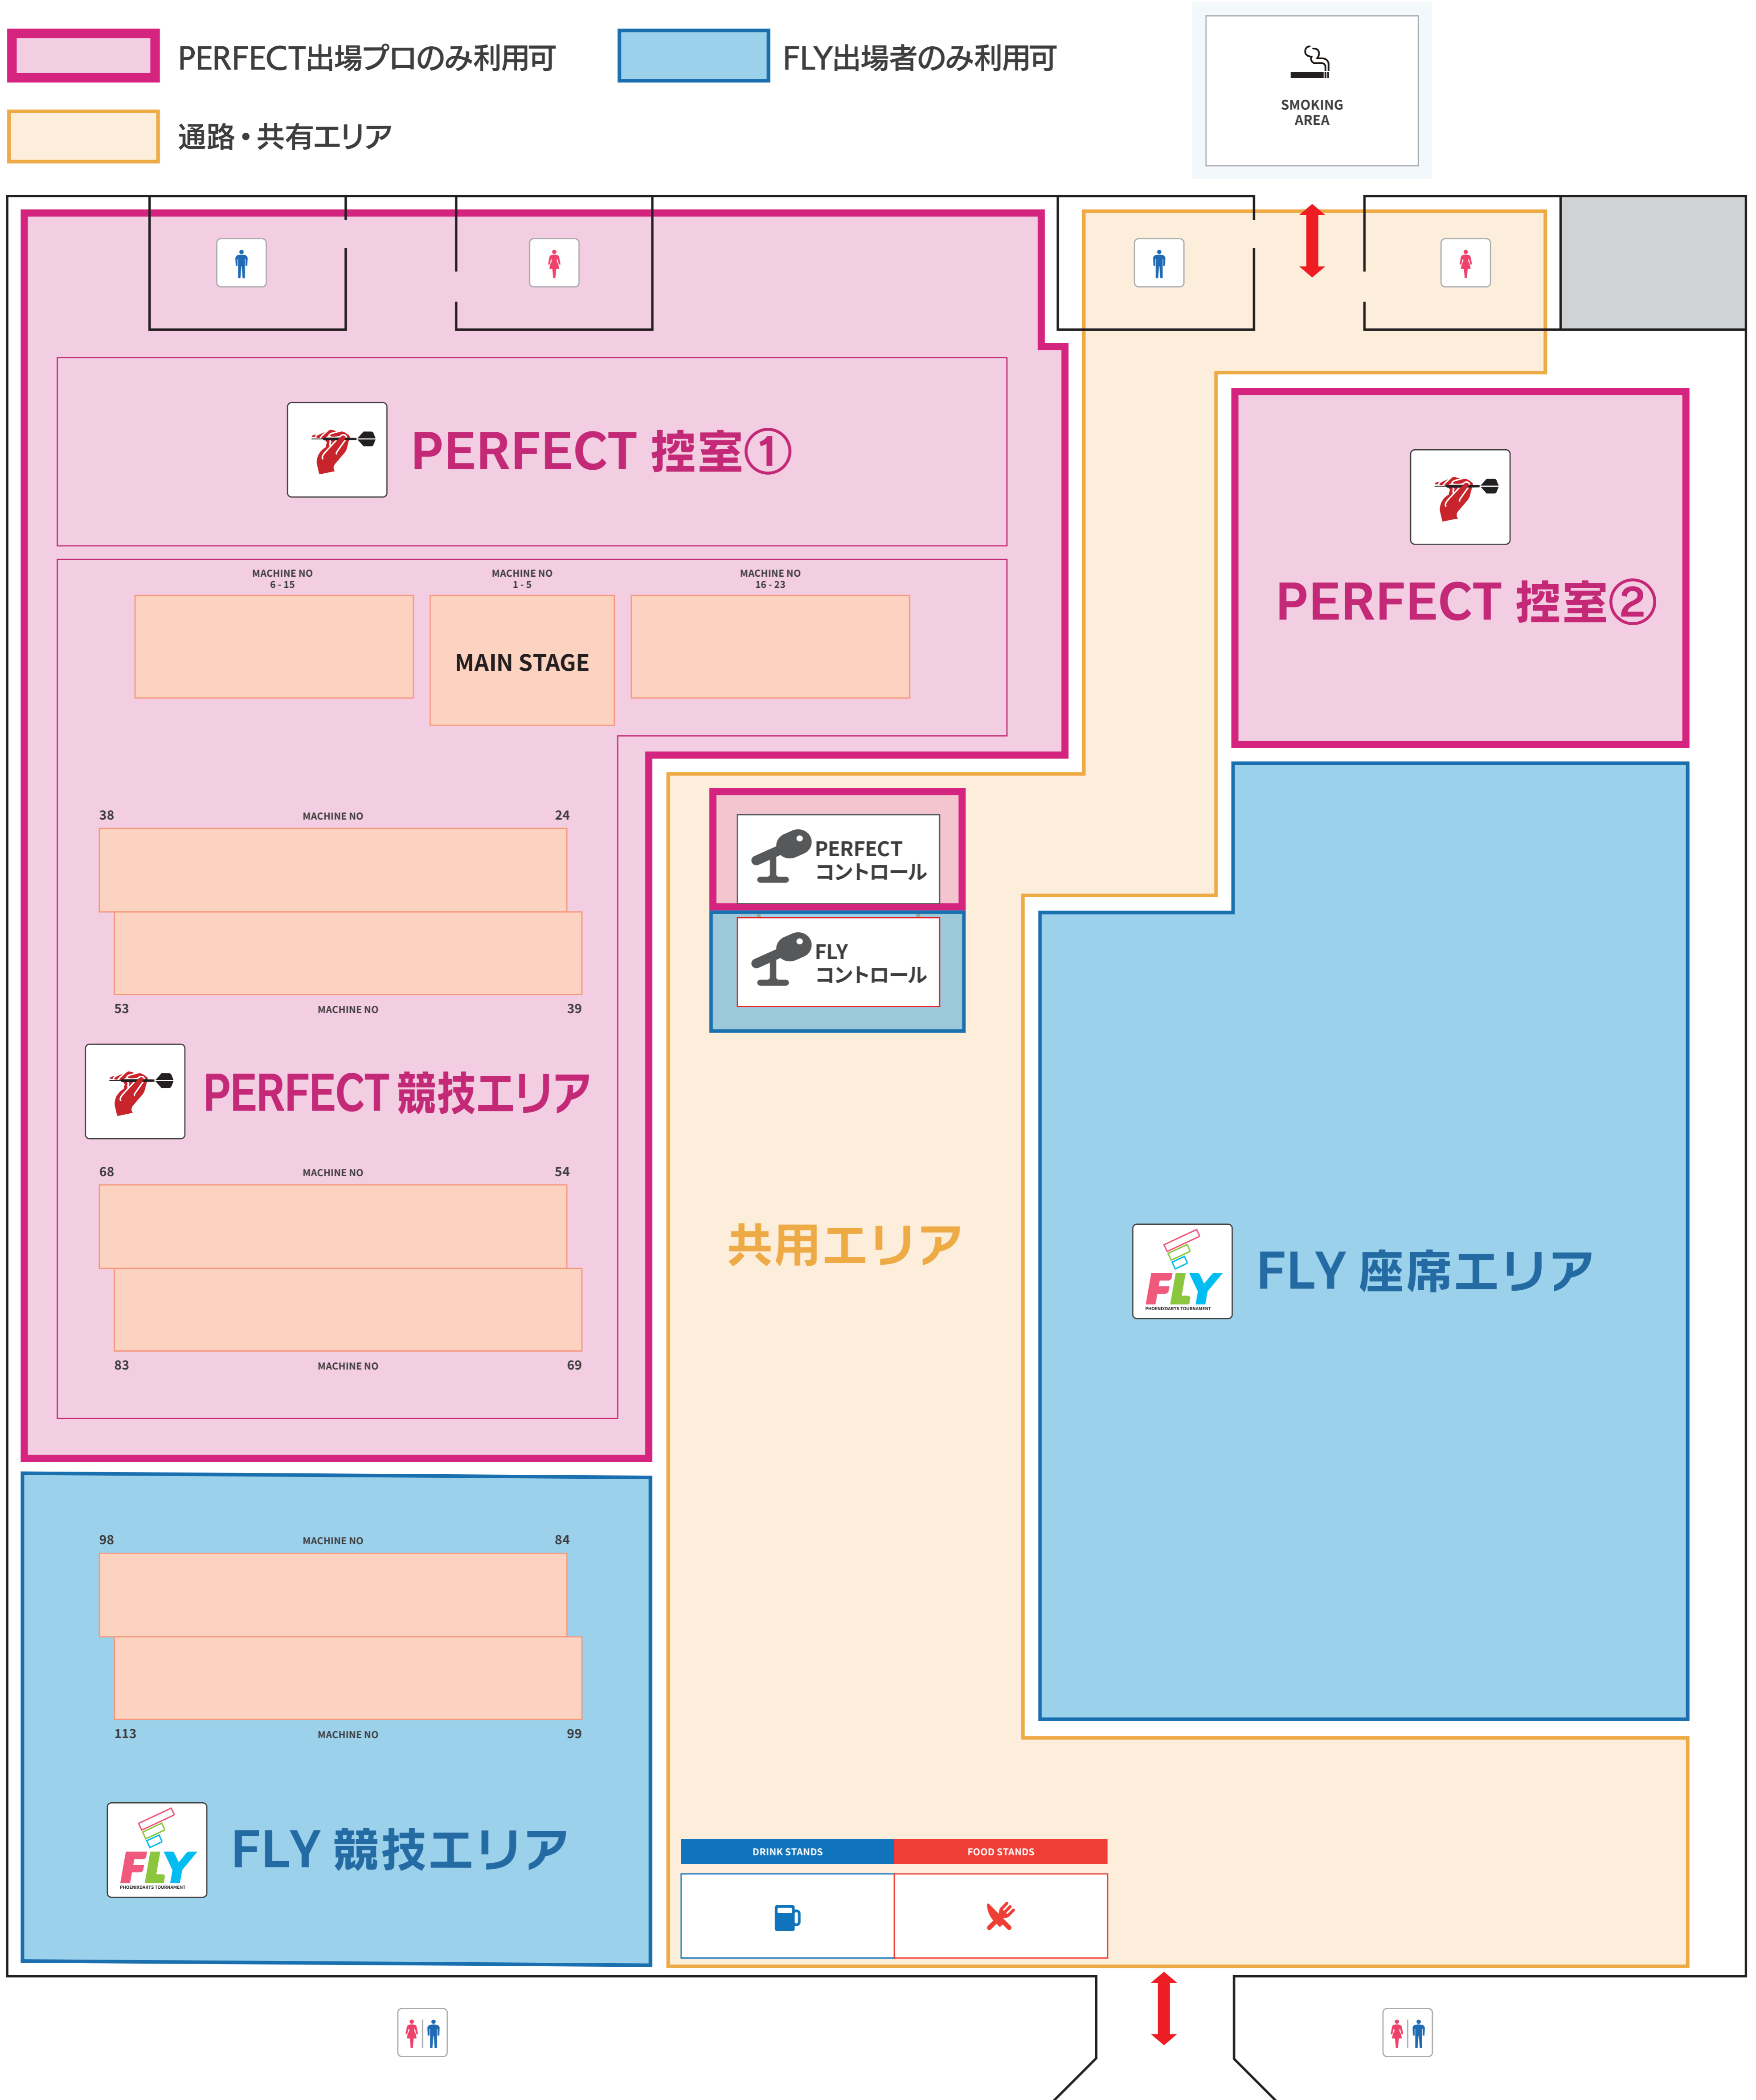 PERFECT出場プロのみ利用可
FLY出場者のみ利用可
通路・共有エリア
SMOKING
AREA
PERFECT 控室①
MACHINE NO
6 - 15
MACHINE NO
1 - 5
MACHINE NO
16 - 23
MAIN STAGE
PERFECT 控室②
38 MACHINE NO 24
PERFECT
コントロール
FLY
コントロール
53 MACHINE NO 39
PERFECT 競技エリア
68 MACHINE NO 54
共用エリア
FLY
PHOENIXDARTS TOURNAMENT
FLY 座席エリア
83 MACHINE NO 69
98 MACHINE NO 84
113 MACHINE NO 99
FLY
PHOENIXDARTS TOURNAMENT
FLY 競技エリア
DRINK STANDS
FOOD STANDS